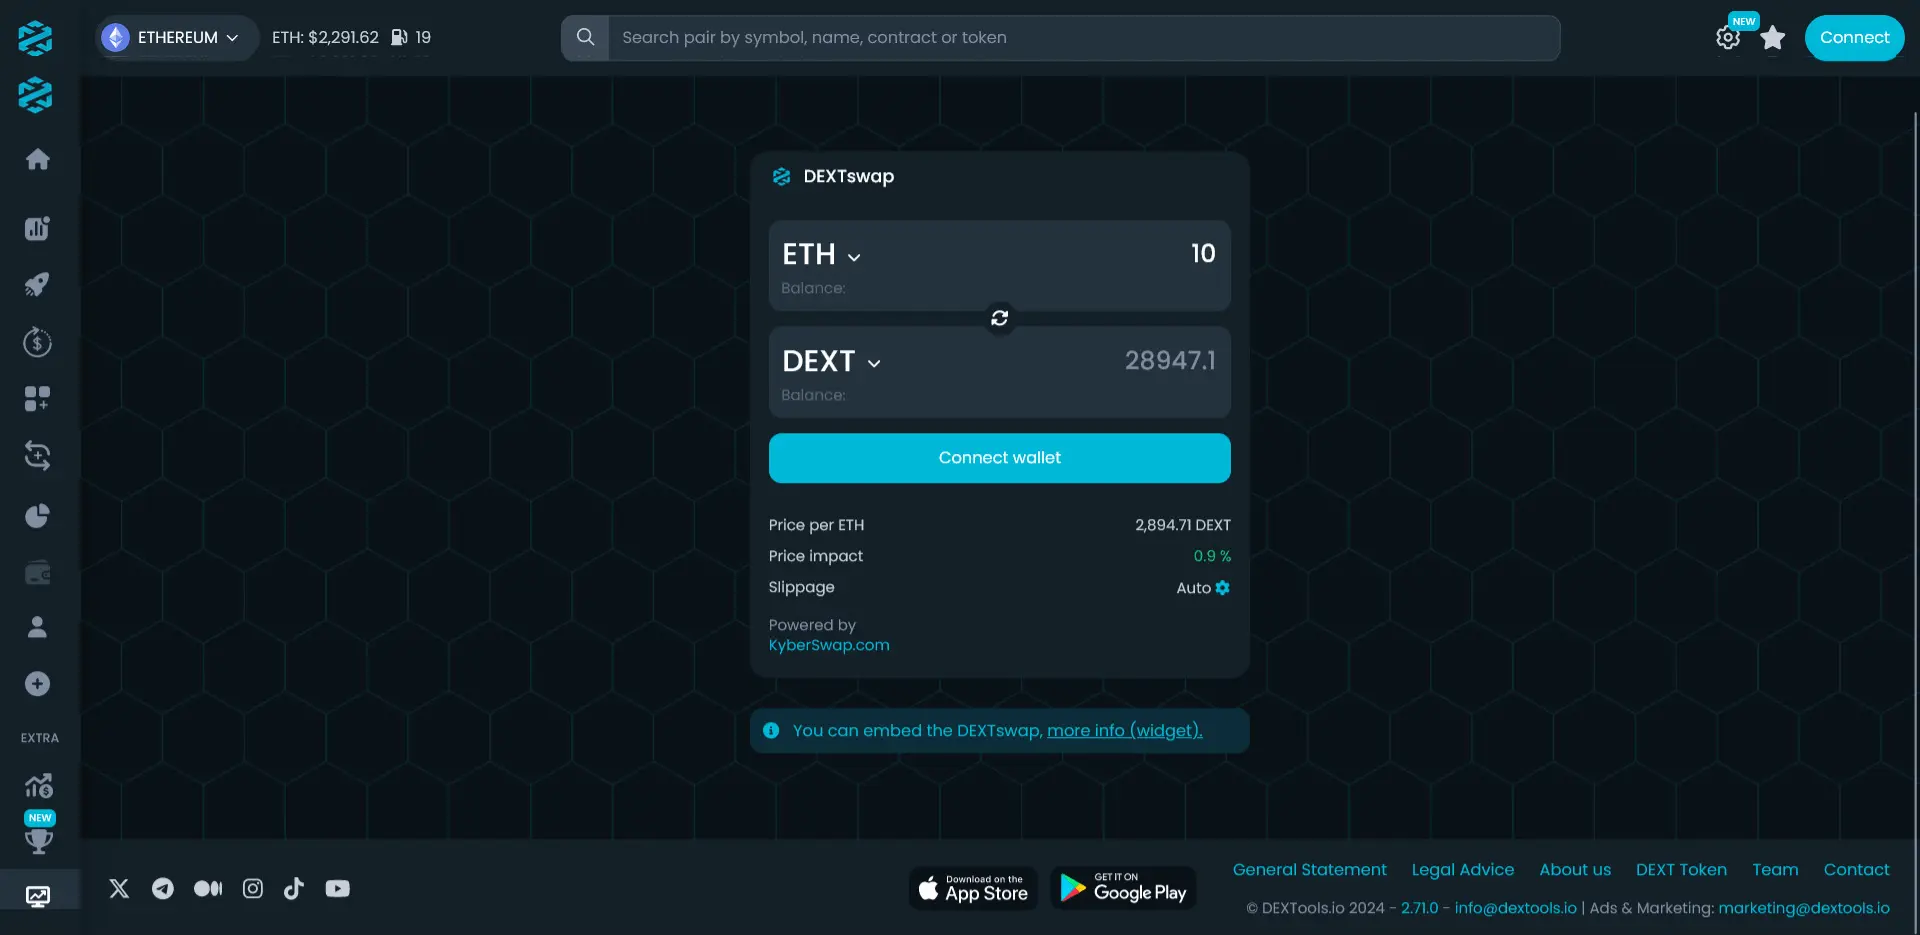 ETHEREUM
ETH: $2,291.62
19
Search pair by symbol, name, contract or token
NEW
Connect
DEXTswap
ETH
10
Balance:
DEXT
28947.1
Balance:
Connect wallet
Price per ETH
2,894.71 DEXT
Price impact
0.9 %
Slippage
Auto
Powered by
KyberSwap.com
You can embed the DEXTswap, more info (widget).
EXTRA
NEW
Download on the
App Store
GET IT ON
Google Play
General Statement
Legal Advice
About us
DEXT Token
Team
Contact
© DEXTools.io 2024 - 2.71.0 - info@dextools.io | Ads & Marketing: marketing@dextools.io